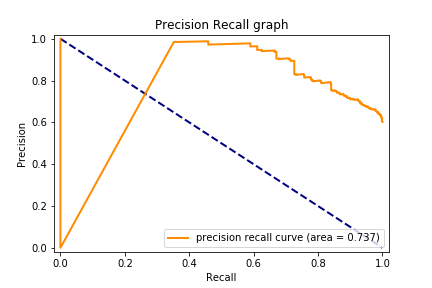 Precision Recall graph
1.0
0.8
0.6
0.4
0.2
0.0
Precision
precision recall curve (area = 0.737)
0.0 0.2 0.4 0.6 0.8 1.0
Recall